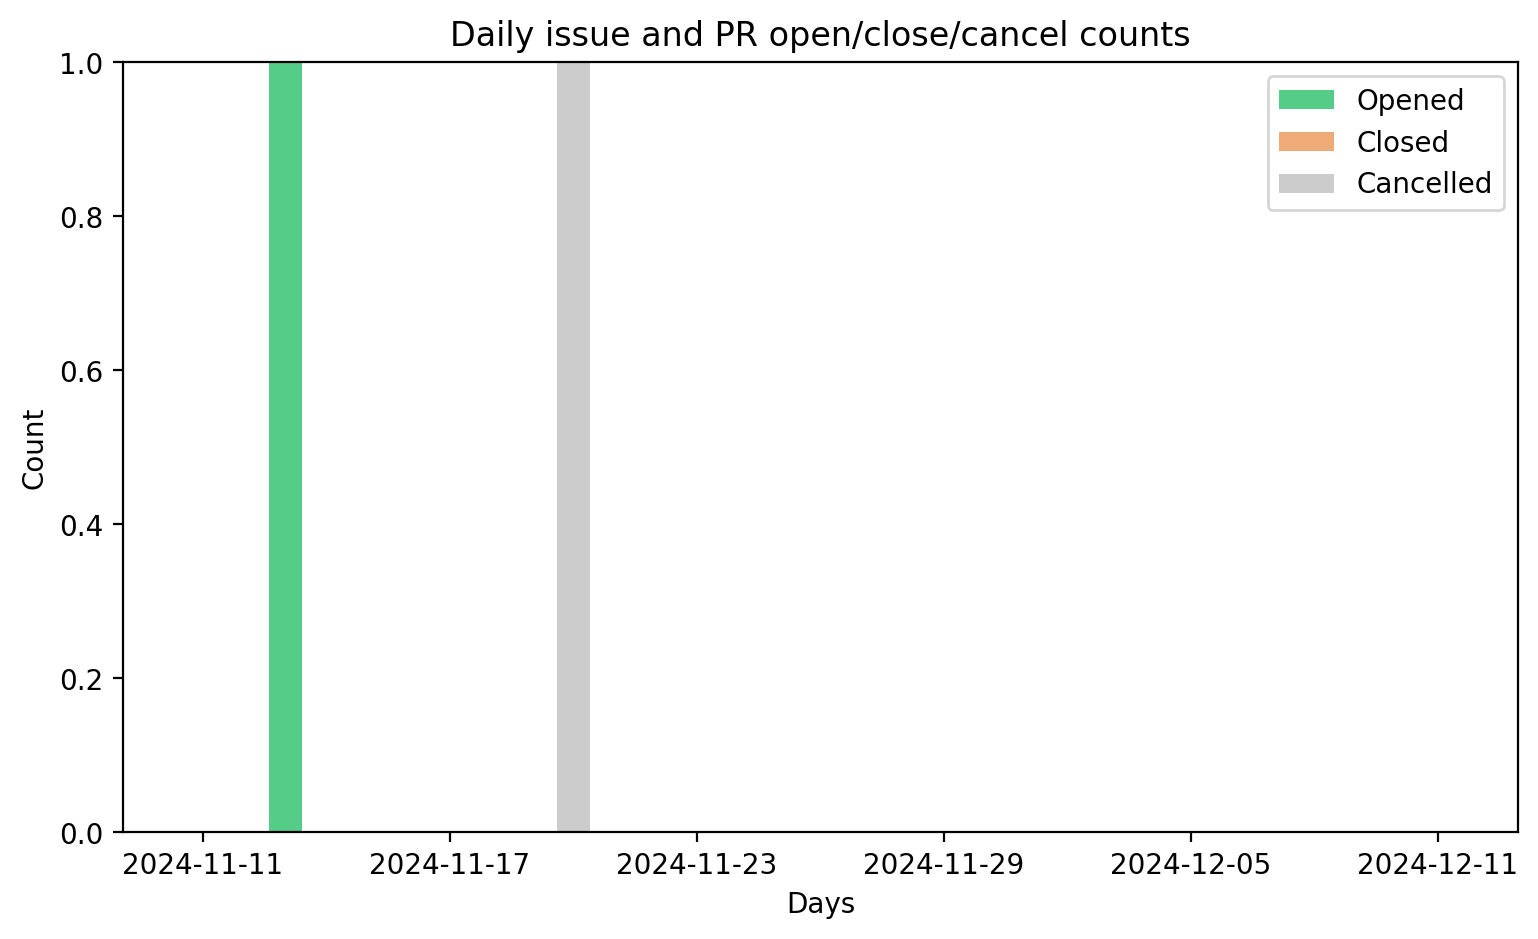 Daily issue and PR open/close/cancel counts
1.0
0.8
0.6
0.4
0.2
0.0
Count
Opened
Closed
Cancelled
2024-11-11 2024-11-17 2024-11-23 2024-11-29 2024-12-05 2024-12-11
Days